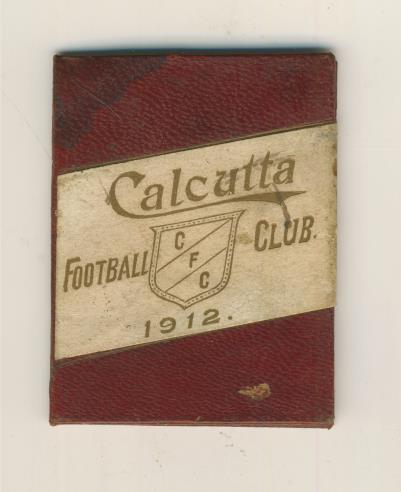 Calcutta
FOOTBALL CLUB.
C
F
C
1912.